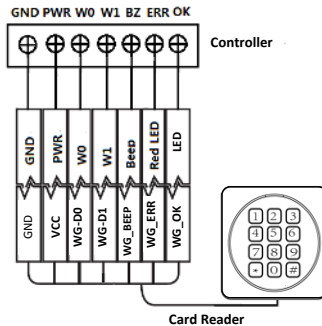 GND PWR W0 W1 BZ ERR OK
Controller
GND PWR W0 W1 Beep Red LED LED
GND VCC WG-D0 WG-D1 WG_BEEP WG_ERR WG_OK
1 2 3
4 5 6
7 8 9
* 0 #
Card Reader